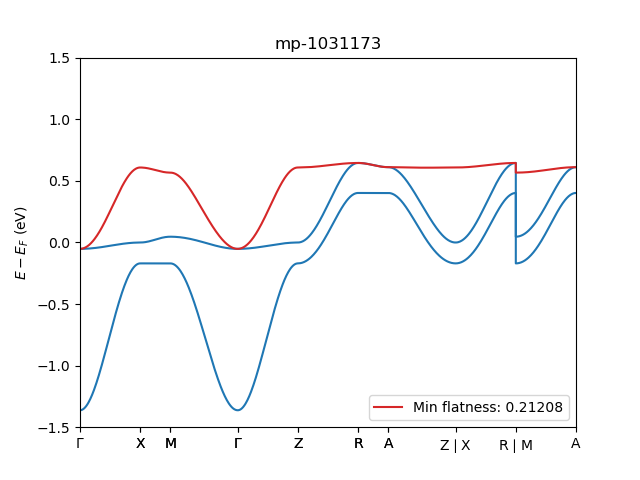 mp-1031173
1.5
1.0
0.5
0.0
−0.5
−1.0
−1.5
E − E_F (eV)
Min flatness: 0.21208
Γ X M Γ Z R A Z | X R | M A